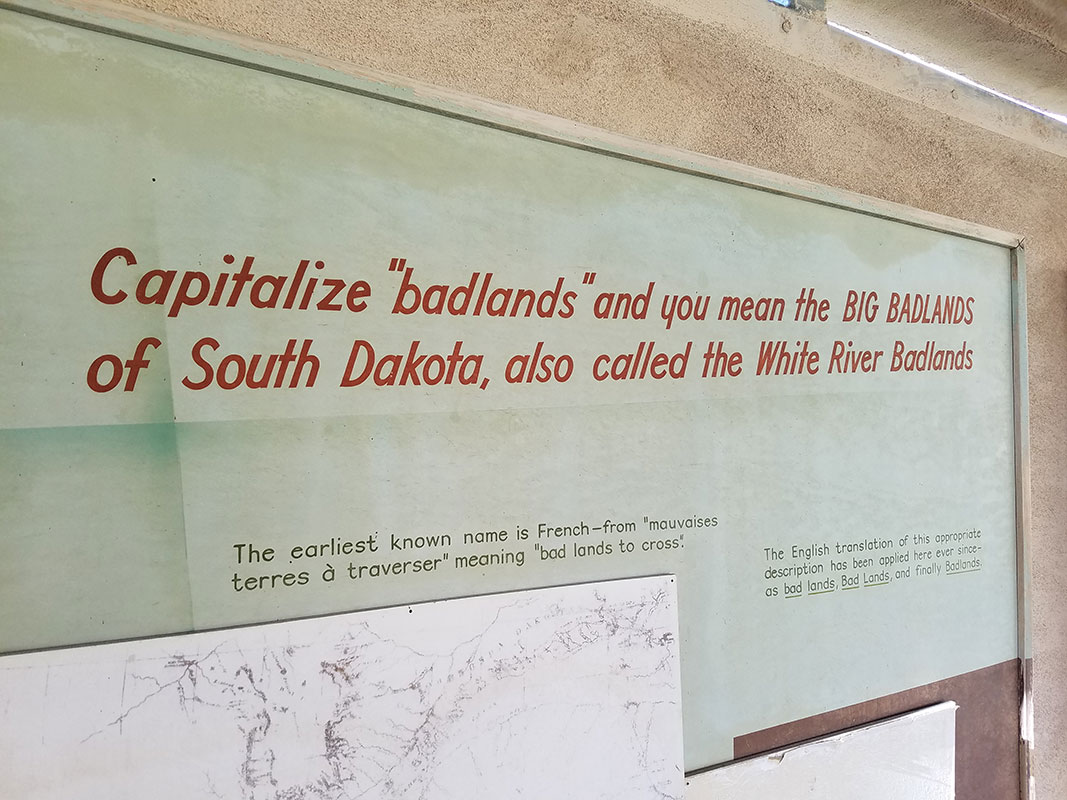 Capitalize "badlands" and you mean the BIG BADLANDS
of South Dakota, also called the White River Badlands
The earliest known name is French—from "mauvaises
terres à traverser" meaning "bad lands to cross".
The English translation of this appropriate
description has been applied here ever since—
as bad lands, Bad Lands, and finally Badlands.